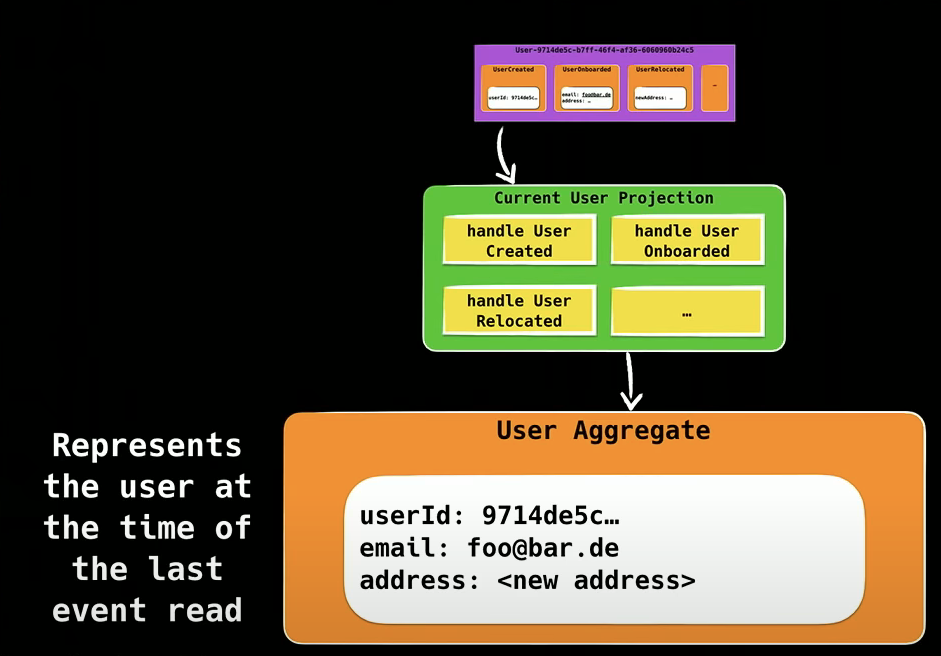 User-9714de5c-b7ff-46f4-af36-6060960b24c5
UserCreated
userId: 9714de5c…
UserOnboarded
email: foo@bar.de
address: …
UserRelocated
newAddress: …
…
Current User Projection
handle User
Created
handle User
Onboarded
handle User
Relocated
…
User Aggregate
userId: 9714de5c…
email: foo@bar.de
address: <new address>
Represents
the user at
the time of
the last
event read